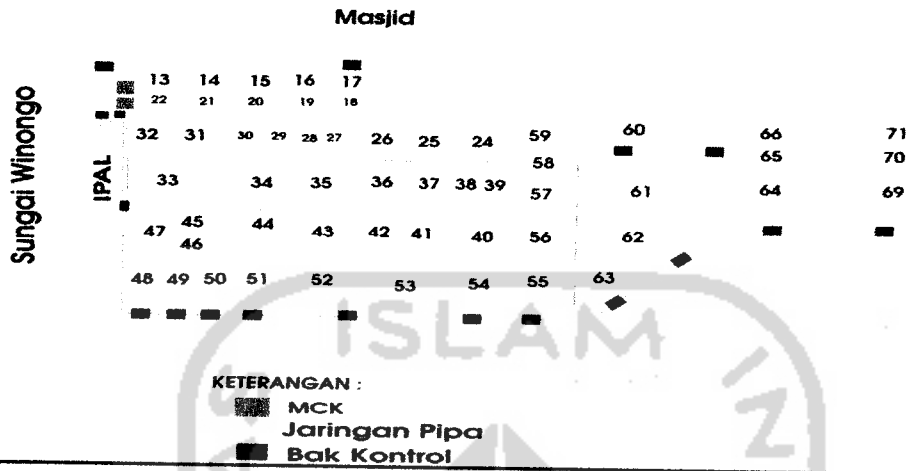 Masjid
Sungai Winongo
IPAL
13 14 15 16 17
22 21 20 19 18
32 31 30 29 28 27 26 25 24 59 60 66 71
58 65 70
33 34 35 36 37 38 39 57 61 64 69
45 44
47 46 43 42 41 40 56 62
48 49 50 51 52 53 54 55 63
ISLAM
KETERANGAN :
MCK
Jaringan Pipa
Bak Kontrol